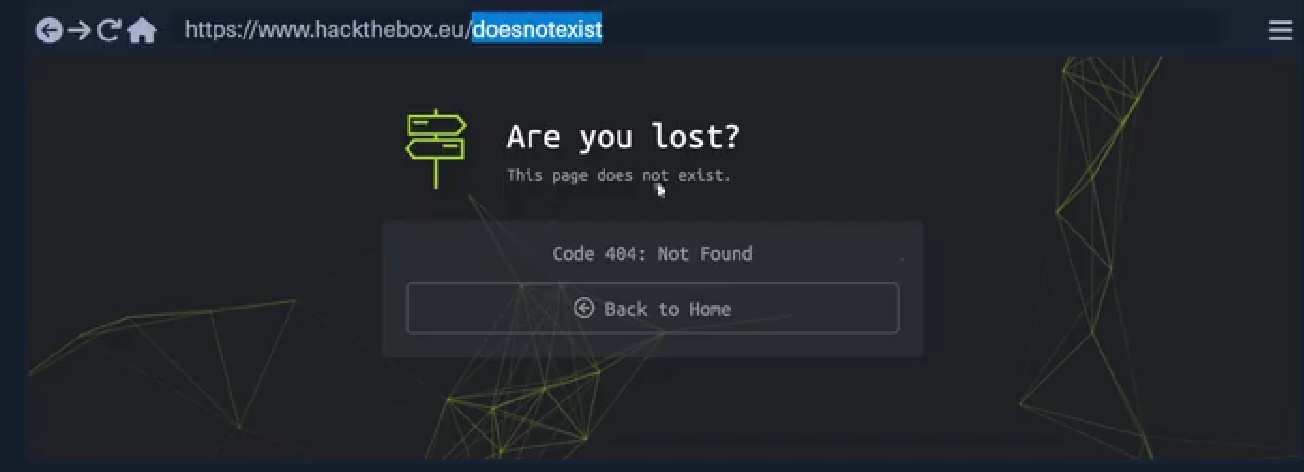 https://www.hackthebox.eu/doesnotexist
Are you lost?
This page does not exist.
Code 404: Not Found
Back to Home